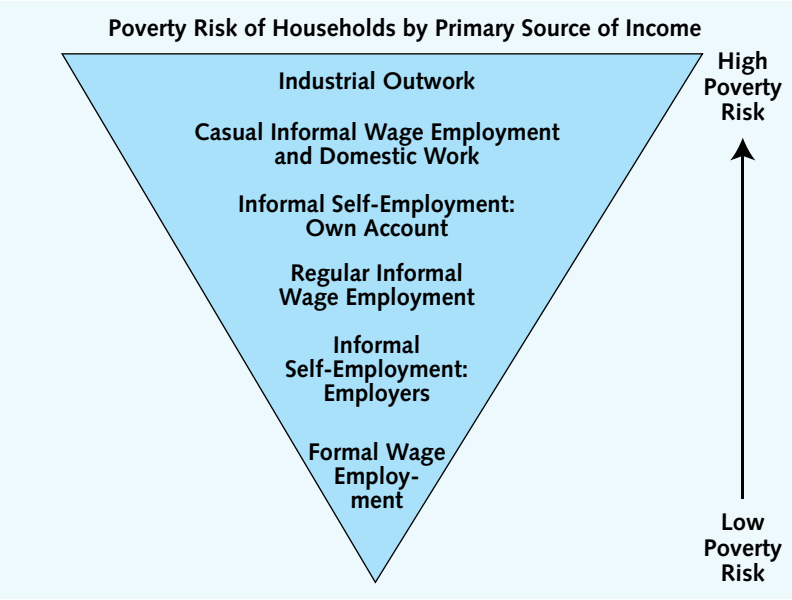 Poverty Risk of Households by Primary Source of Income
Industrial Outwork
Casual Informal Wage Employment
and Domestic Work
Informal Self-Employment:
Own Account
Regular Informal
Wage Employment
Informal
Self-Employment:
Employers
Formal Wage
Employ-
ment
High
Poverty
Risk
Low
Poverty
Risk